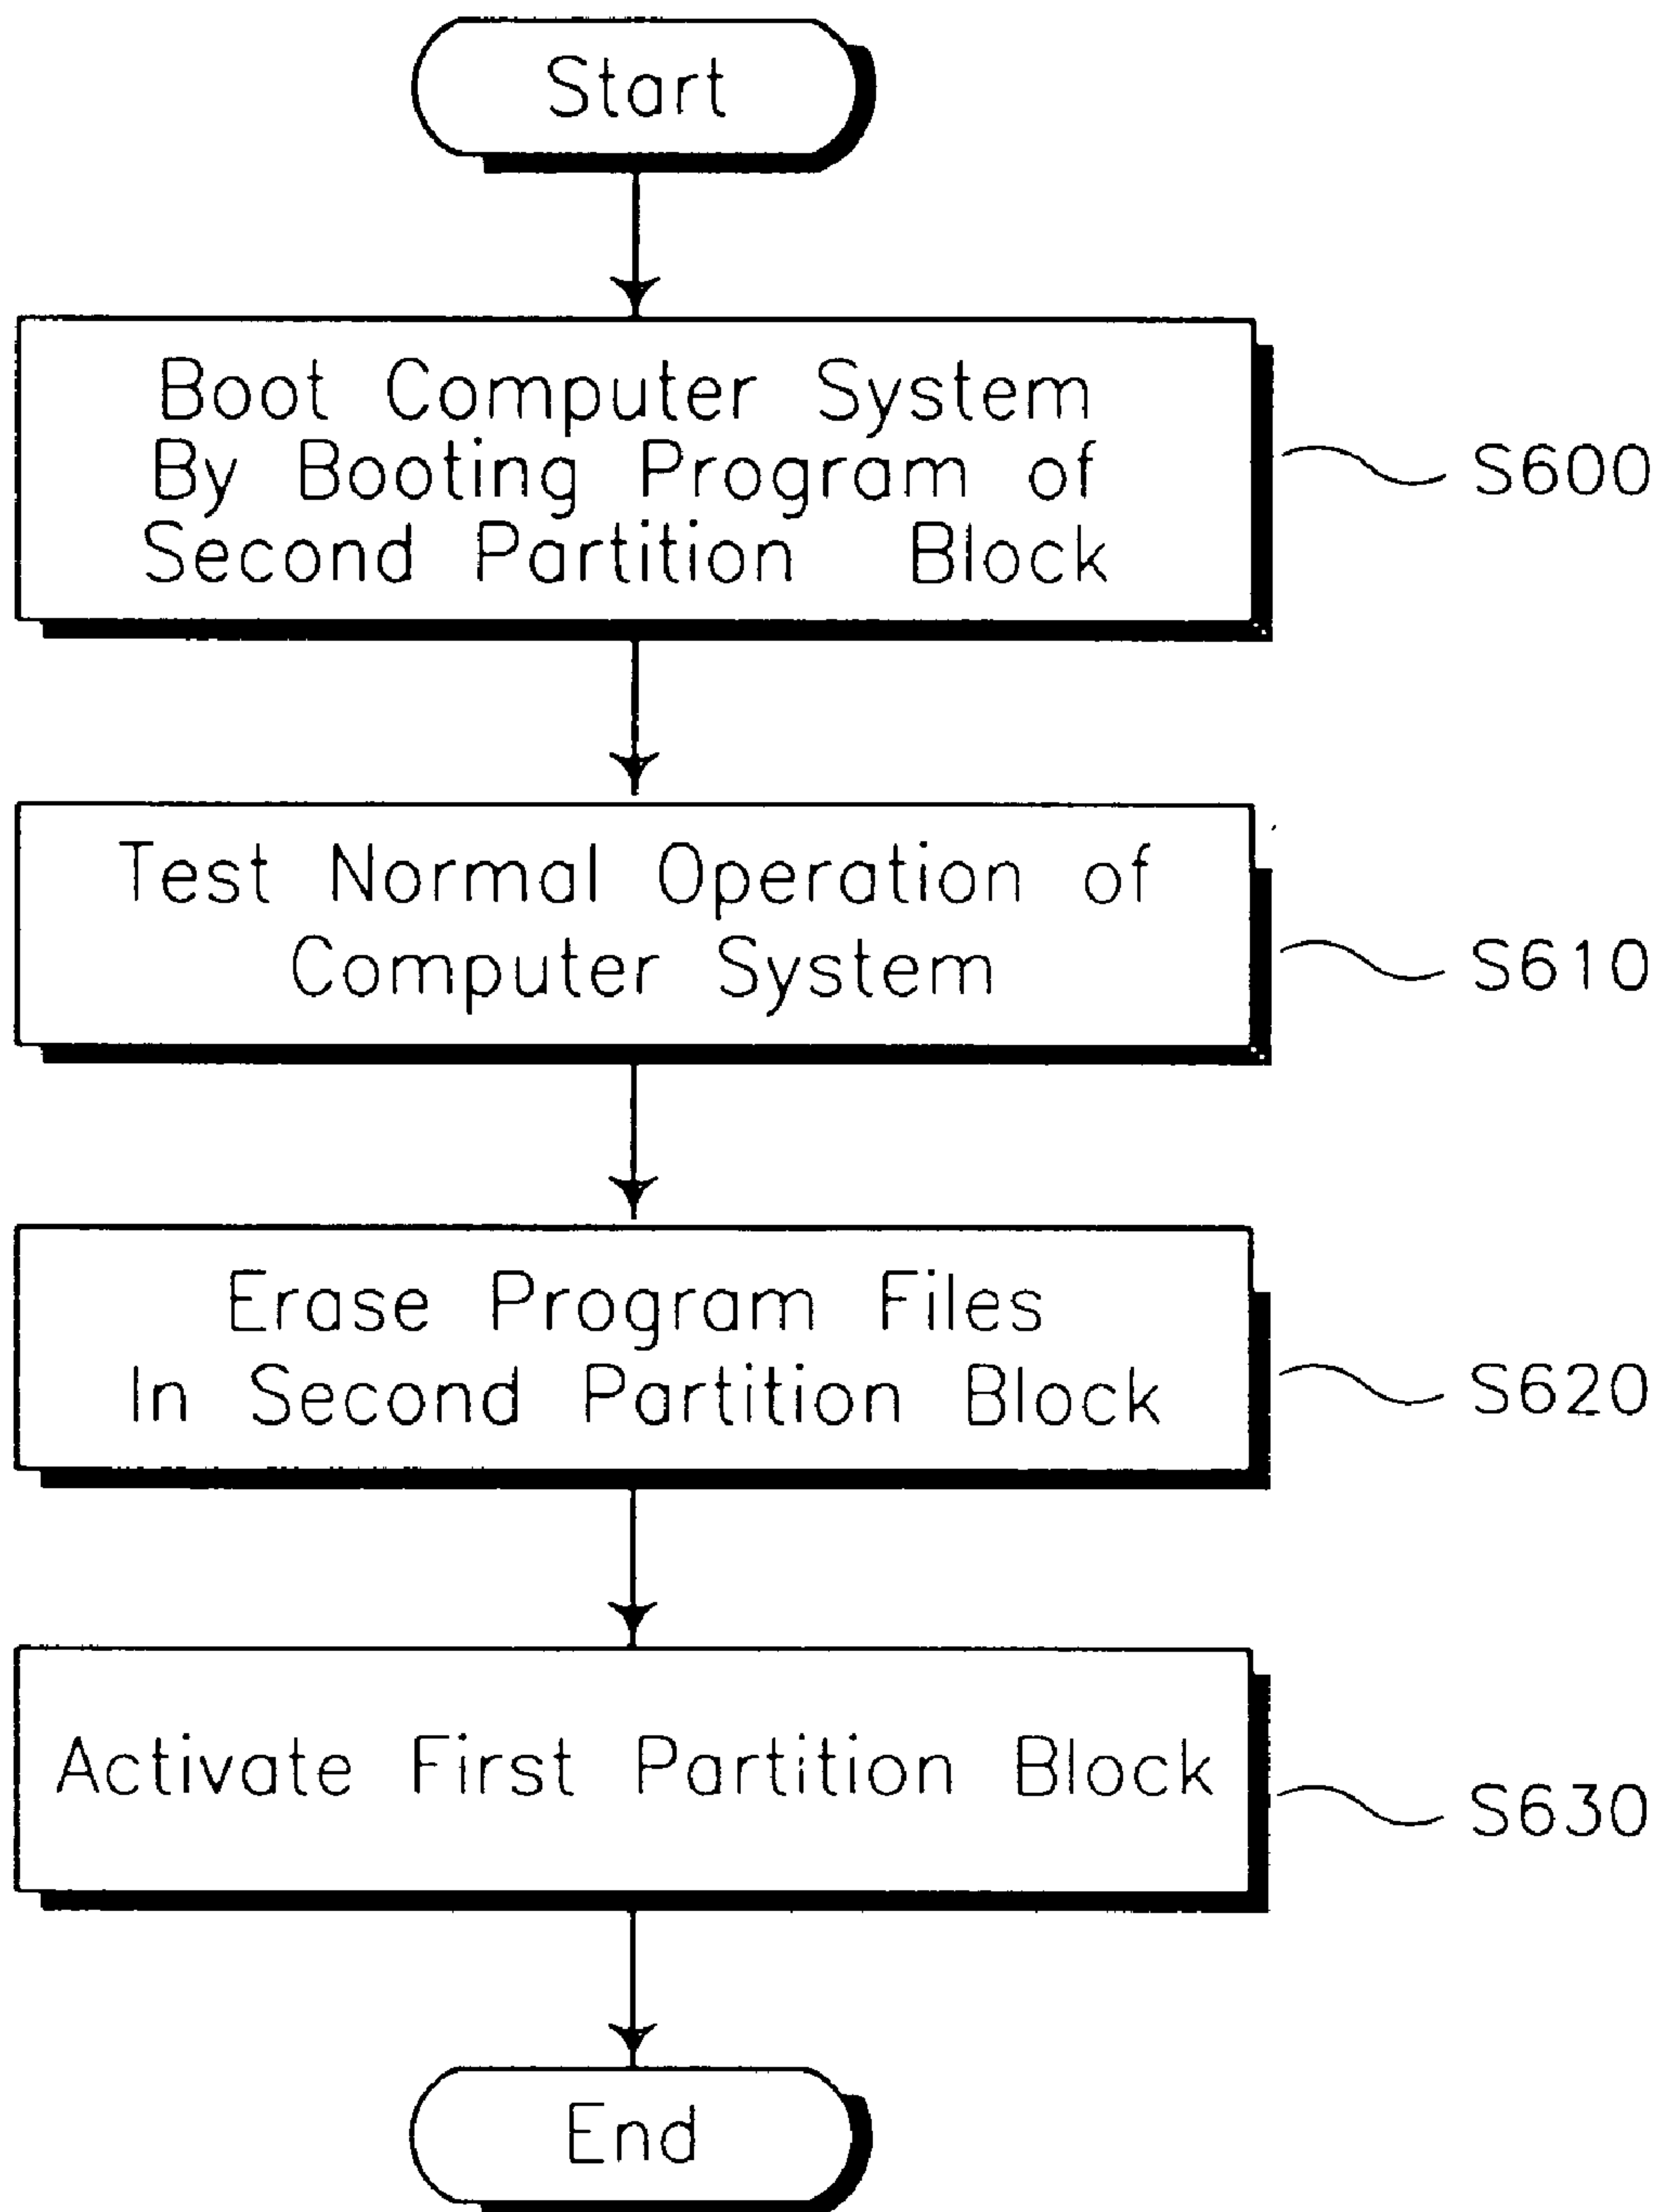 Start
Boot Computer System
By Booting Program of
Second Partition Block
S600
Test Normal Operation of
Computer System
S610
Erase Program Files
In Second Partition Block
S620
Activate First Partition Block
S630
End